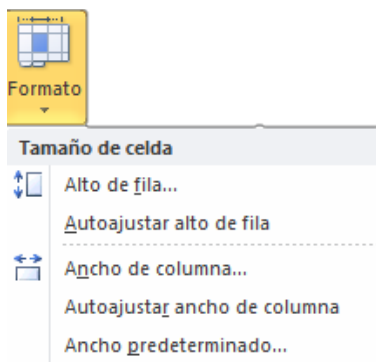 Formato
Tamaño de celda
Alto de fila...
Autoajustar alto de fila
Ancho de columna...
Autoajustar ancho de columna
Ancho predeterminado...